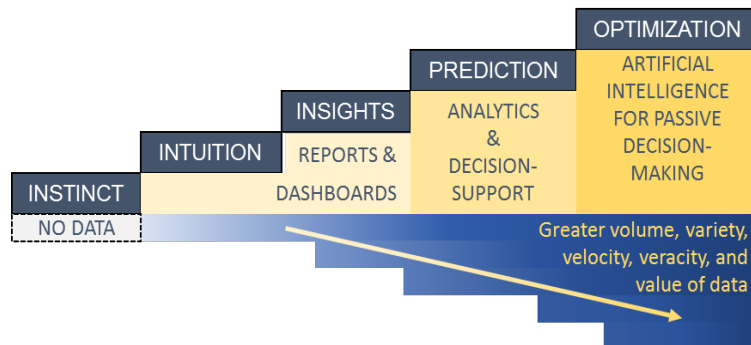 OPTIMIZATION
PREDICTION
ARTIFICIAL
INTELLIGENCE
FOR PASSIVE
DECISION-
MAKING
INSIGHTS
ANALYTICS
&
DECISION-
SUPPORT
INTUITION
REPORTS &
DASHBOARDS
INSTINCT
NO DATA
Greater volume, variety,
velocity, veracity, and
value of data